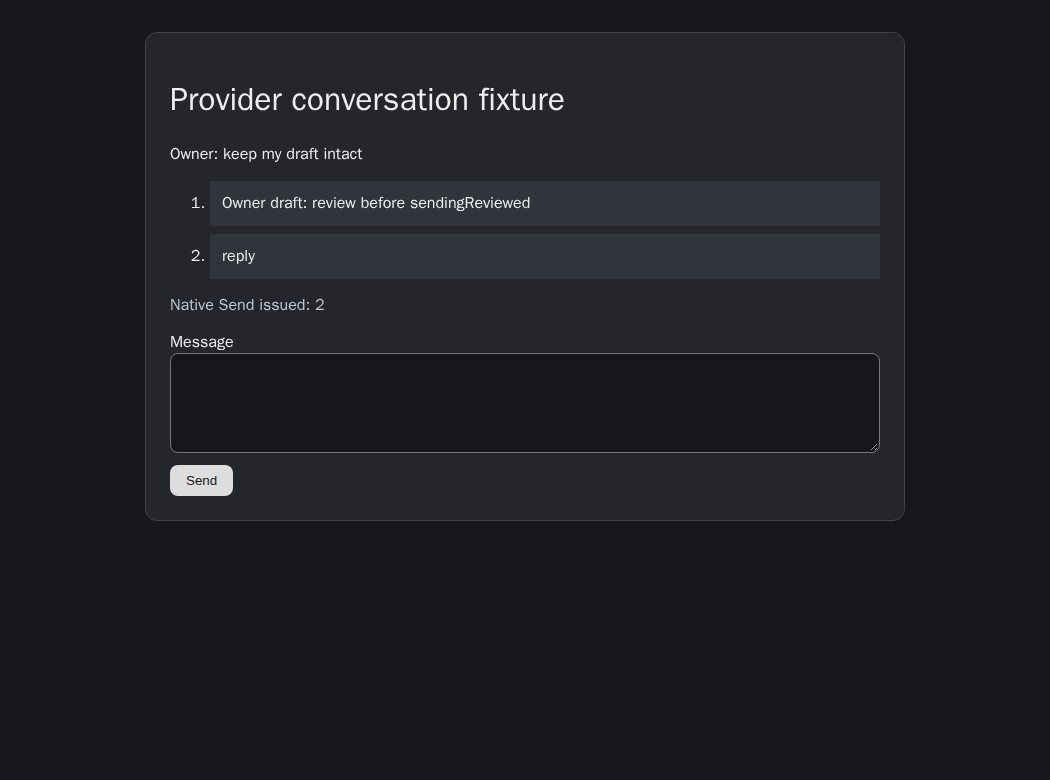 Provider conversation fixture
Owner: keep my draft intact
1. Owner draft: review before sendingReviewed
2. reply
Native Send issued: 2
Message
Send